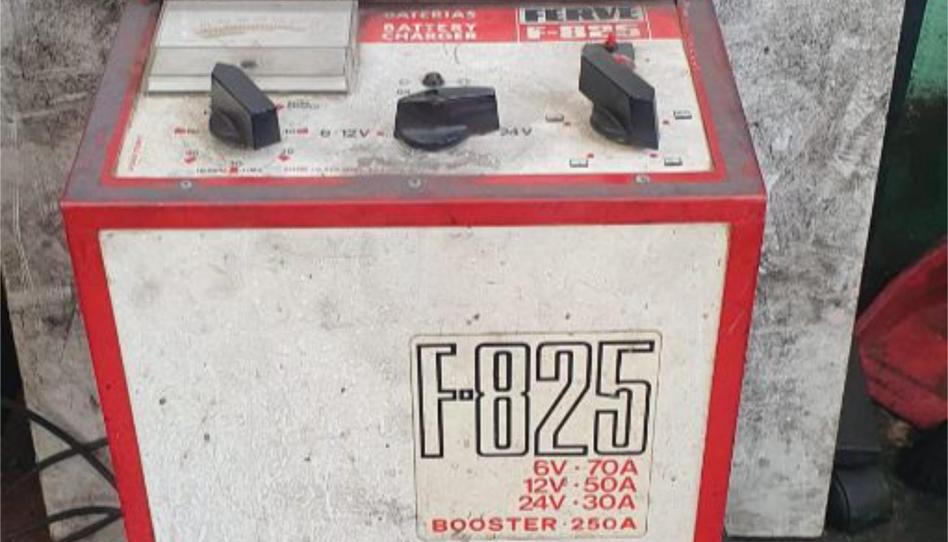 BATERIAS
BATTERY
CHARGER
FERVE
F-825
6·12V
24V
F-825
6V·70A
12V·50A
24V·30A
BOOSTER·250A